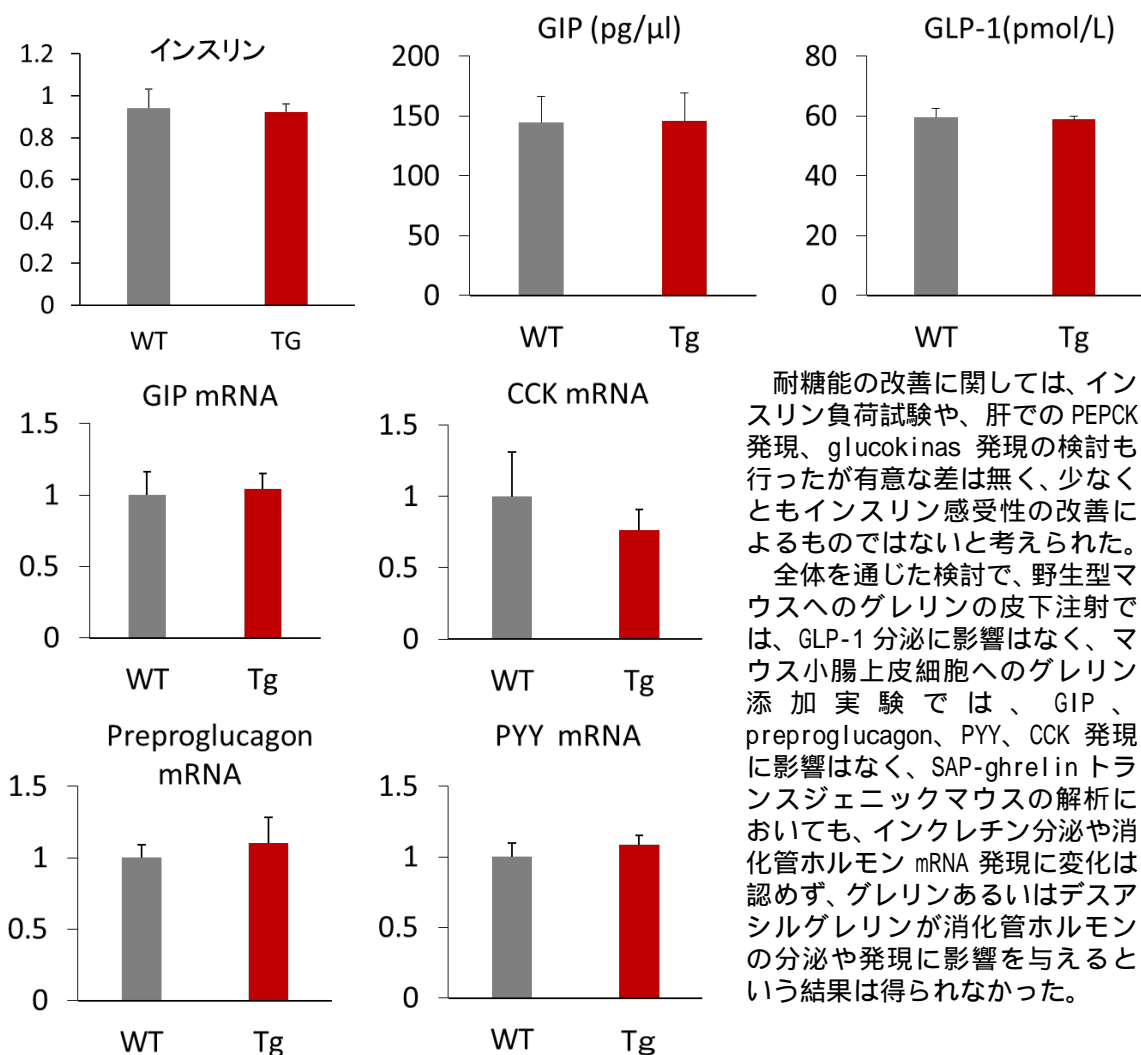 インスリン
1.2
1
0.8
0.6
0.4
0.2
0
WT TG
GIP (pg/μl)
200
150
100
50
0
WT Tg
GLP-1(pmol/L)
80
60
40
20
0
WT Tg
GIP mRNA
1.5
1
0.5
0
WT Tg
CCK mRNA
1.5
1
0.5
0
WT Tg
Preproglucagon
mRNA
1.5
1
0.5
0
WT Tg
PYY mRNA
1.5
1
0.5
0
WT Tg
耐糖能の改善に関しては、イン
スリン負荷試験や、肝での PEPCK
発現、glucokinas 発現の検討も
行ったが有意な差は無く、少なく
ともインスリン感受性の改善に
よるものではないと考えられた。
全体を通じた検討で、野生型マ
ウスへのグレリンの皮下注射で
は、GLP-1 分泌に影響はなく、マ
ウス小腸上皮細胞へのグレリン
添加実験では、GIP、
preproglucagon、PYY、CCK 発現
に影響はなく、SAP-ghrelin トラ
ンスジェニックマウスの解析に
おいても、インクレチン分泌や消
化管ホルモン mRNA 発現に変化は
認めず、グレリンあるいはデスア
シルグレリンが消化管ホルモン
の分泌や発現に影響を与えると
いう結果は得られなかった。